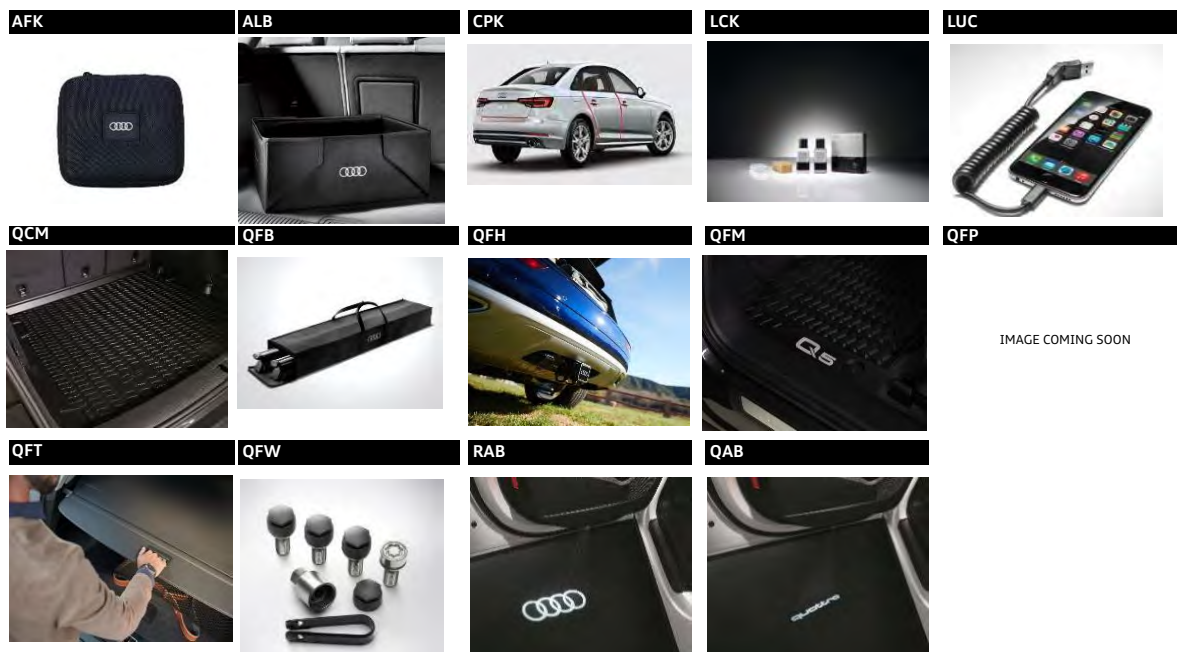 AFK
ALB
CPK
LCK
LUC
QCM
QFB
QFH
QFM
QFP
Q5
IMAGE COMING SOON
QFT
QFW
RAB
QAB
quattro